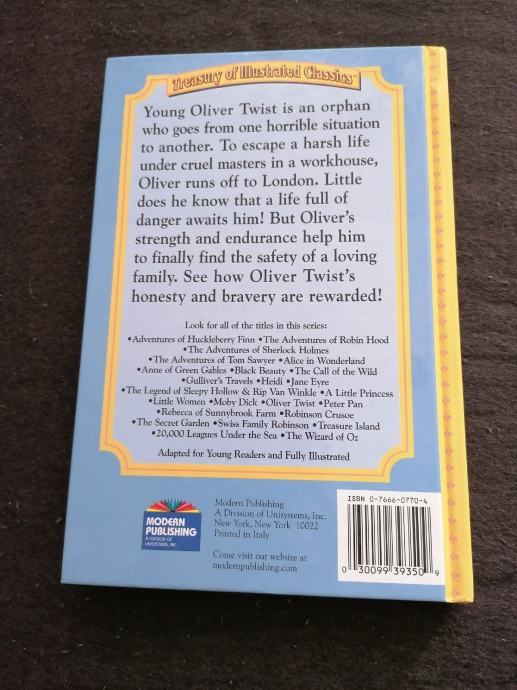 Treasury of Illustrated Classics™
Young Oliver Twist is an orphan
who goes from one horrible situation
to another. To escape a harsh life
under cruel masters in a workhouse,
Oliver runs off to London. Little
does he know that a life full of
danger awaits him! But Oliver's
strength and endurance help him
to finally find the safety of a loving
family. See how Oliver Twist's
honesty and bravery are rewarded!
Look for all of the titles in this series:
•Adventures of Huckleberry Finn •The Adventures of Robin Hood
•The Adventures of Sherlock Holmes
•The Adventures of Tom Sawyer •Alice in Wonderland
•Anne of Green Gables •Black Beauty •The Call of the Wild
•Gulliver's Travels •Heidi •Jane Eyre
•The Legend of Sleepy Hollow & Rip Van Winkle •A Little Princess
•Little Women •Moby Dick •Oliver Twist •Peter Pan
•Rebecca of Sunnybrook Farm •Robinson Crusoe
•The Secret Garden •Swiss Family Robinson •Treasure Island
•20,000 Leagues Under the Sea •The Wizard of Oz
Adapted for Young Readers and Fully Illustrated
MODERN
PUBLISHING
A DIVISION OF
UNISYSTEMS, INC.
Modern Publishing
A Division of Unisystems, Inc.
New York, New York 10022
Printed in Italy
Come visit our website at
modernpublishing.com
ISBN 0-7666-0770-4
0 30099 39350 9